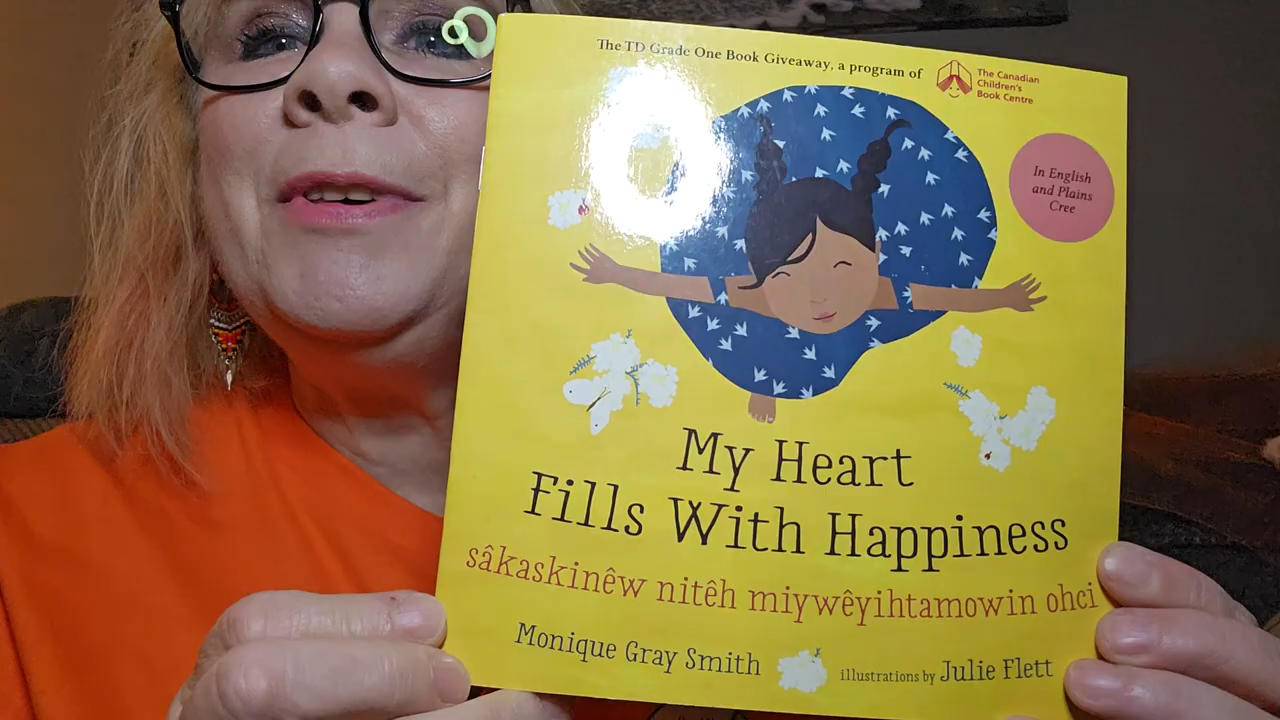 The TD Grade One Book Giveaway, a program of
The Canadian
Children's
Book Centre
In English
and Plains
Cree
My Heart
Fills With Happiness
sâkaskinêw nitêh miywêyihtamowin ohci
Monique Gray Smith
illustrations by Julie Flett